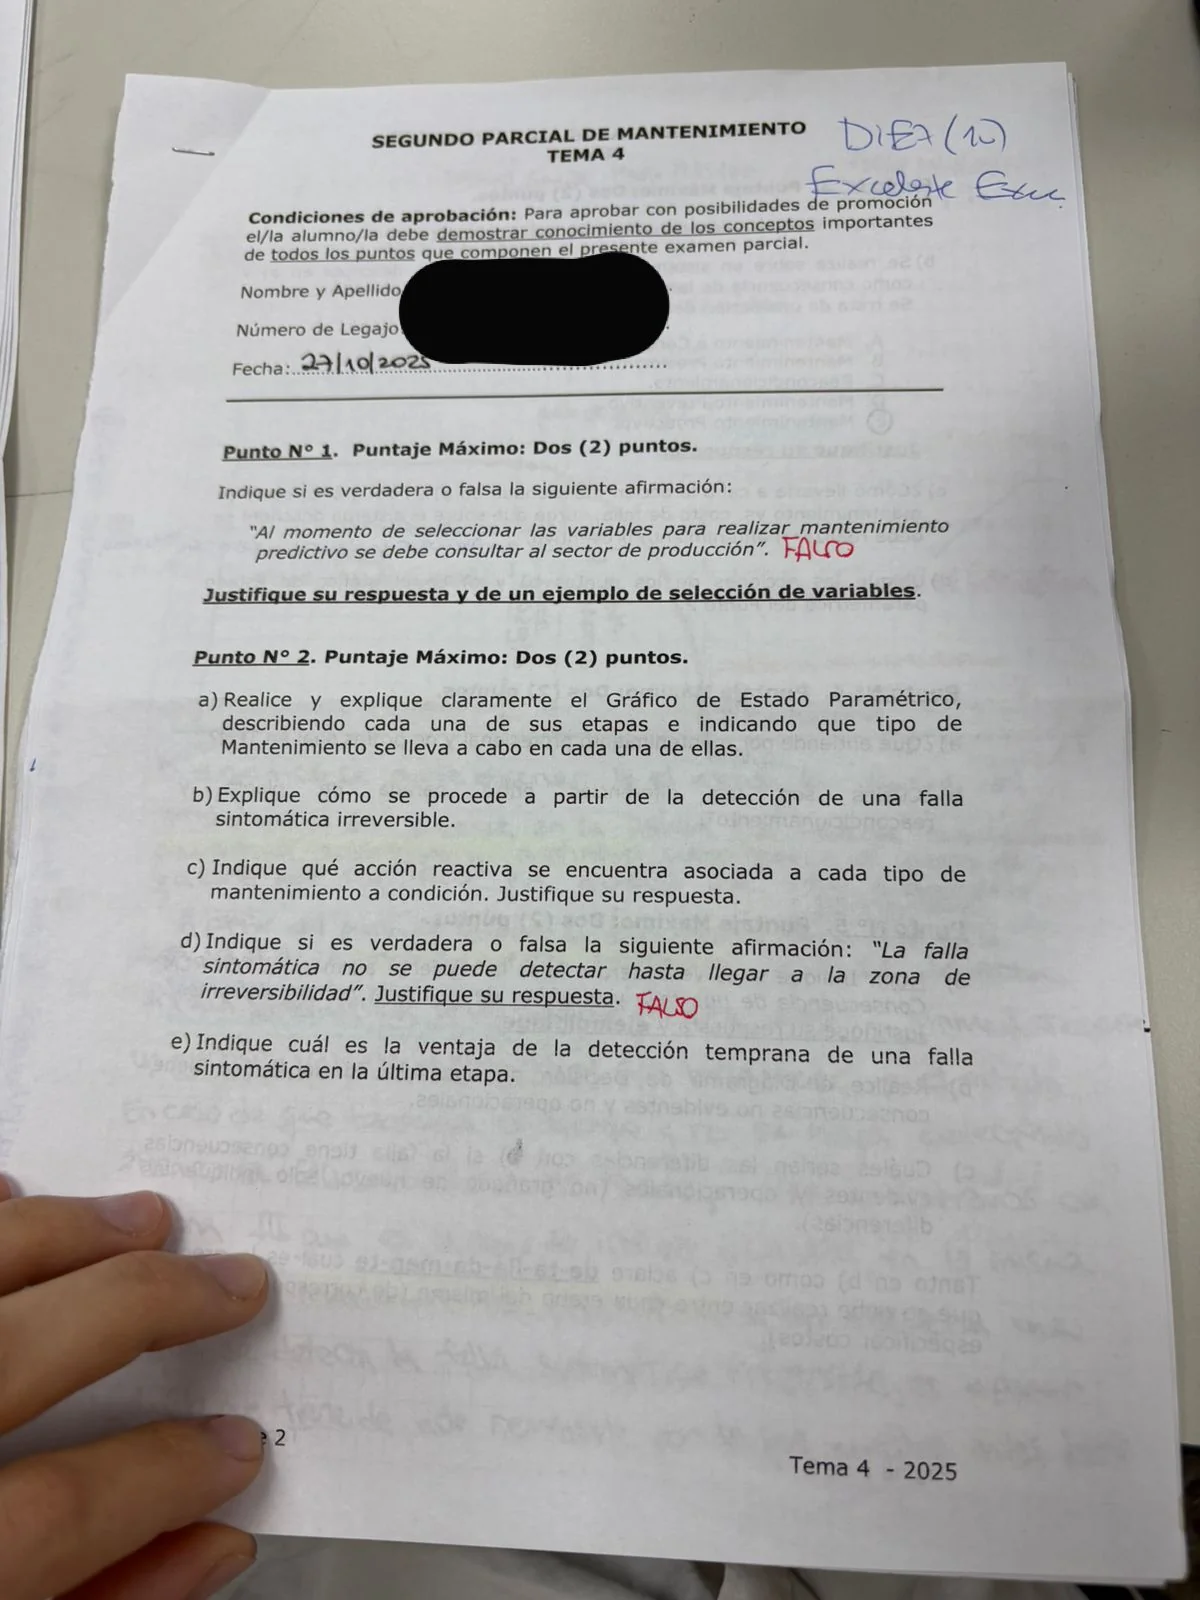 SEGUNDO PARCIAL DE MANTENIMIENTO
TEMA 4
DIEZ (10)
Excelente
Condiciones de aprobación: Para aprobar con posibilidades de promoción
el/la alumno/la debe demostrar conocimiento de los conceptos importantes
de todos los puntos que componen el presente examen parcial.
Nombre y Apellido
Número de Legajo
Fecha: 27/10/2025
Punto Nº 1. Puntaje Máximo: Dos (2) puntos.
Indique si es verdadera o falsa la siguiente afirmación:
"Al momento de seleccionar las variables para realizar mantenimiento
predictivo se debe consultar al sector de producción". FALSO
Justifique su respuesta y de un ejemplo de selección de variables.
Punto Nº 2. Puntaje Máximo: Dos (2) puntos.
a) Realice y explique claramente el Gráfico de Estado Paramétrico,
describiendo cada una de sus etapas e indicando que tipo de
Mantenimiento se lleva a cabo en cada una de ellas.
b) Explique cómo se procede a partir de la detección de una falla
sintomática irreversible.
c) Indique qué acción reactiva se encuentra asociada a cada tipo de
mantenimiento a condición. Justifique su respuesta.
d) Indique si es verdadera o falsa la siguiente afirmación: "La falla
sintomática no se puede detectar hasta llegar a la zona de
irreversibilidad". Justifique su respuesta. FALSO
e) Indique cuál es la ventaja de la detección temprana de una falla
sintomática en la última etapa.
2
Tema 4 - 2025